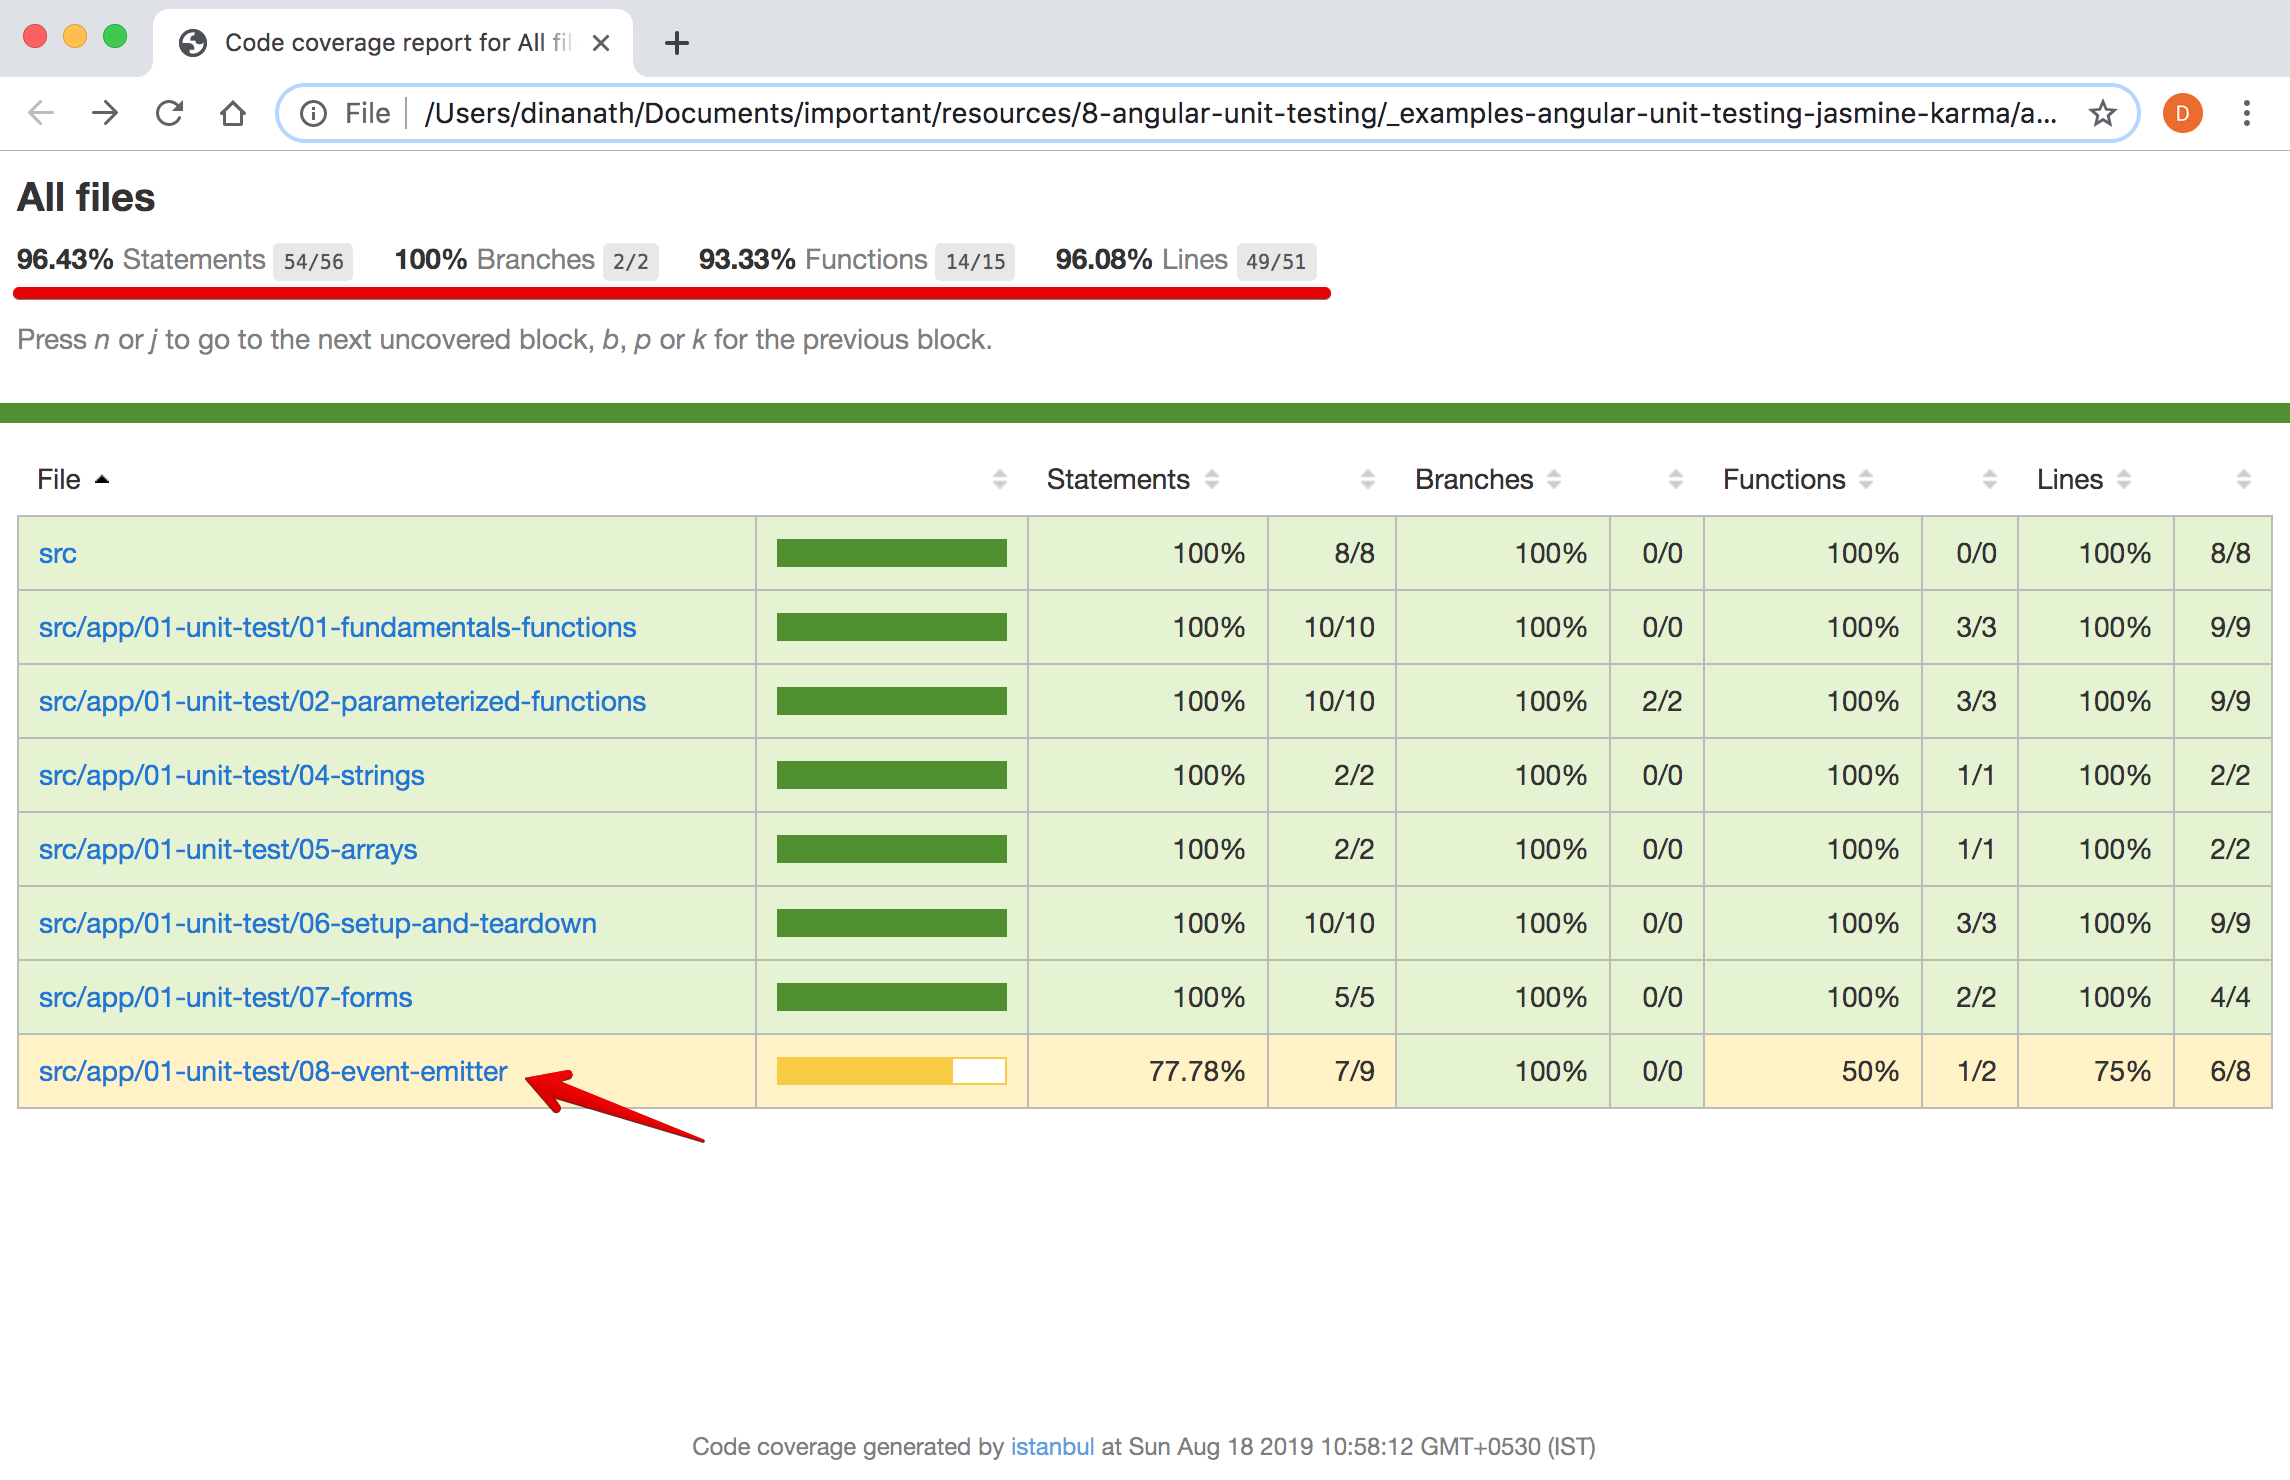 Code coverage report for All fil
File /Users/dinanath/Documents/important/resources/8-angular-unit-testing/_examples-angular-unit-testing-jasmine-karma/a... D
All files
96.43% Statements 54/56 100% Branches 2/2 93.33% Functions 14/15 96.08% Lines 49/51
Press n or j to go to the next uncovered block, b, p or k for the previous block.
File Statements Branches Functions Lines
src 100% 8/8 100% 0/0 100% 0/0 100% 8/8
src/app/01-unit-test/01-fundamentals-functions 100% 10/10 100% 0/0 100% 3/3 100% 9/9
src/app/01-unit-test/02-parameterized-functions 100% 10/10 100% 2/2 100% 3/3 100% 9/9
src/app/01-unit-test/04-strings 100% 2/2 100% 0/0 100% 1/1 100% 2/2
src/app/01-unit-test/05-arrays 100% 2/2 100% 0/0 100% 1/1 100% 2/2
src/app/01-unit-test/06-setup-and-teardown 100% 10/10 100% 0/0 100% 3/3 100% 9/9
src/app/01-unit-test/07-forms 100% 5/5 100% 0/0 100% 2/2 100% 4/4
src/app/01-unit-test/08-event-emitter 77.78% 7/9 100% 0/0 50% 1/2 75% 6/8
Code coverage generated by istanbul at Sun Aug 18 2019 10:58:12 GMT+0530 (IST)